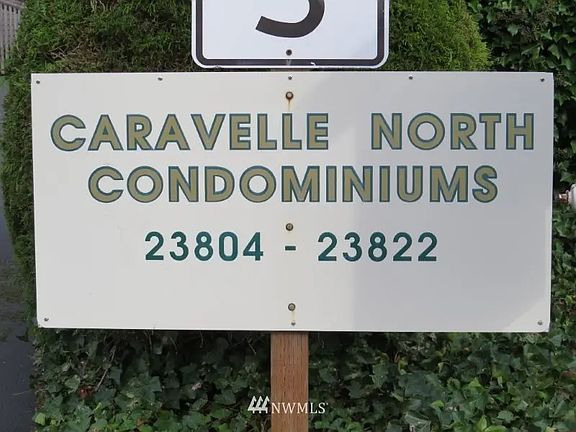 CARAVELLE NORTH
CONDOMINIUMS
23804 - 23822
NWMLS